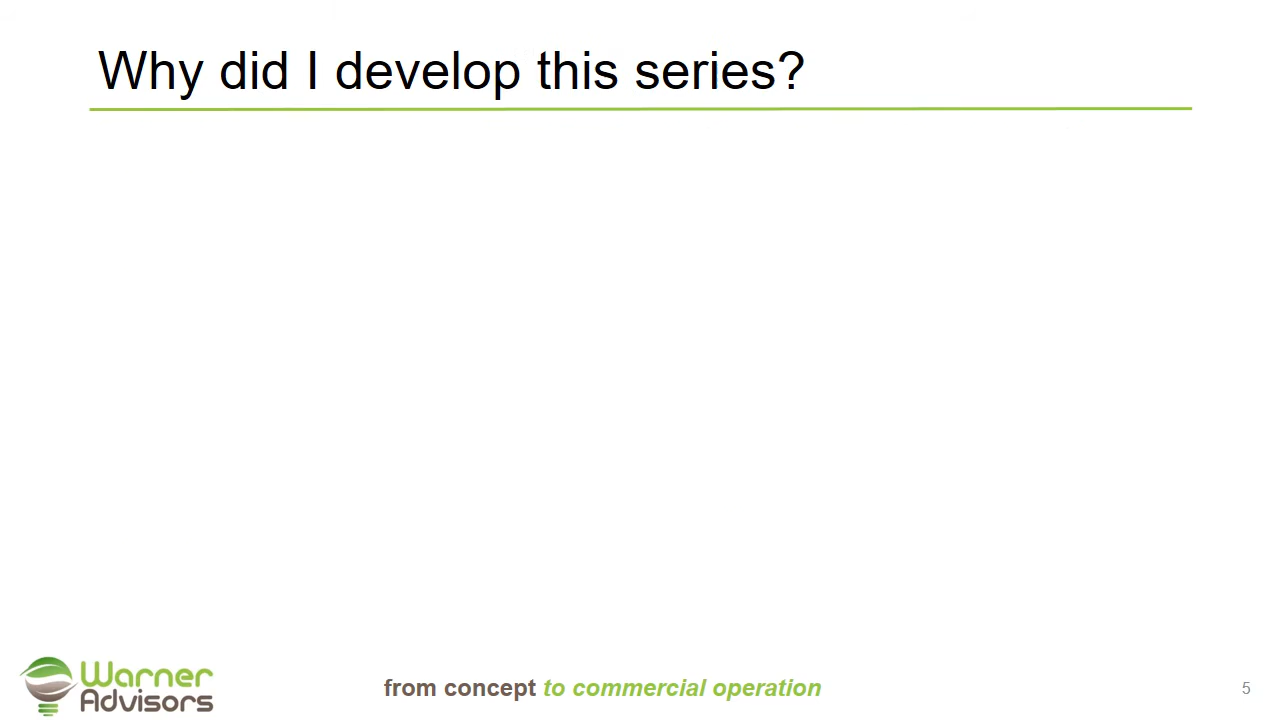 Why did I develop this series?
Warner
Advisors
from concept to commercial operation
5